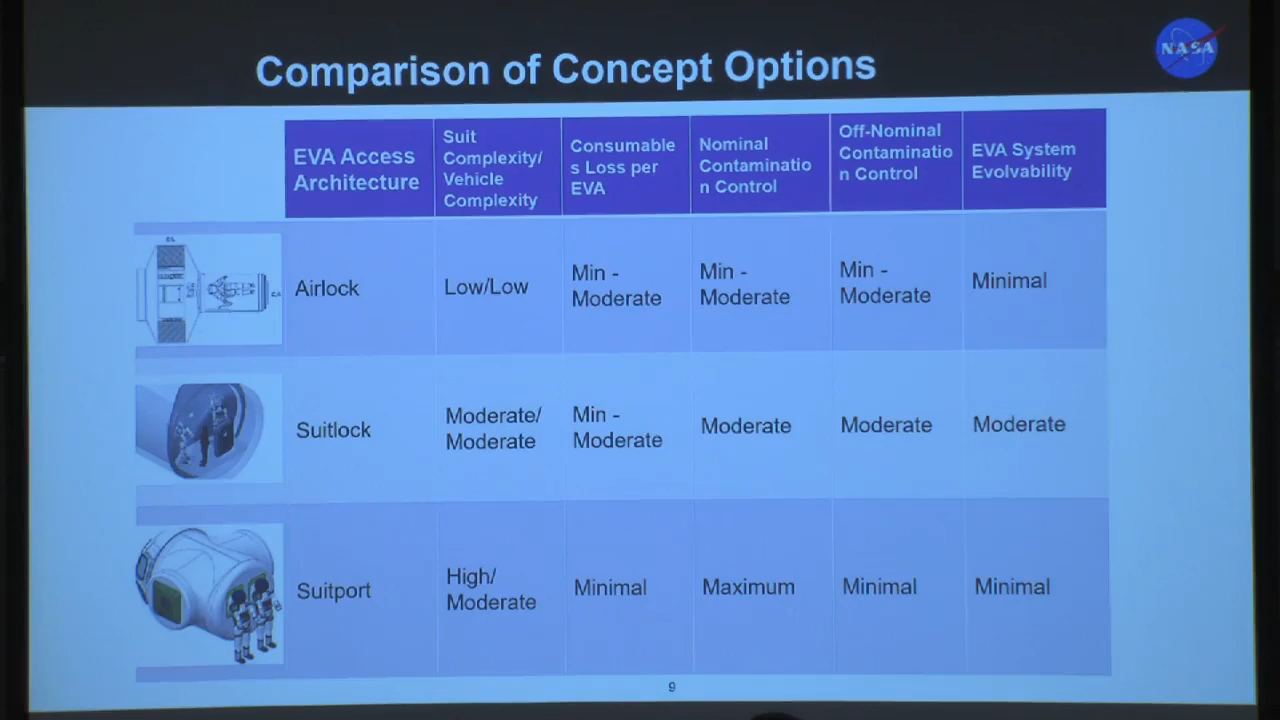 Comparison of Concept Options
NASA
EVA Access
Architecture
Suit
Complexity/
Vehicle
Complexity
Consumable
s Loss per
EVA
Nominal
Contaminatio
n Control
Off-Nominal
Contaminatio
n Control
EVA System
Evolvability
Airlock
Low/Low
Min -
Moderate
Min -
Moderate
Min -
Moderate
Minimal
Suitlock
Moderate/
Moderate
Min -
Moderate
Moderate
Moderate
Moderate
Suitport
High/
Moderate
Minimal
Maximum
Minimal
Minimal
9